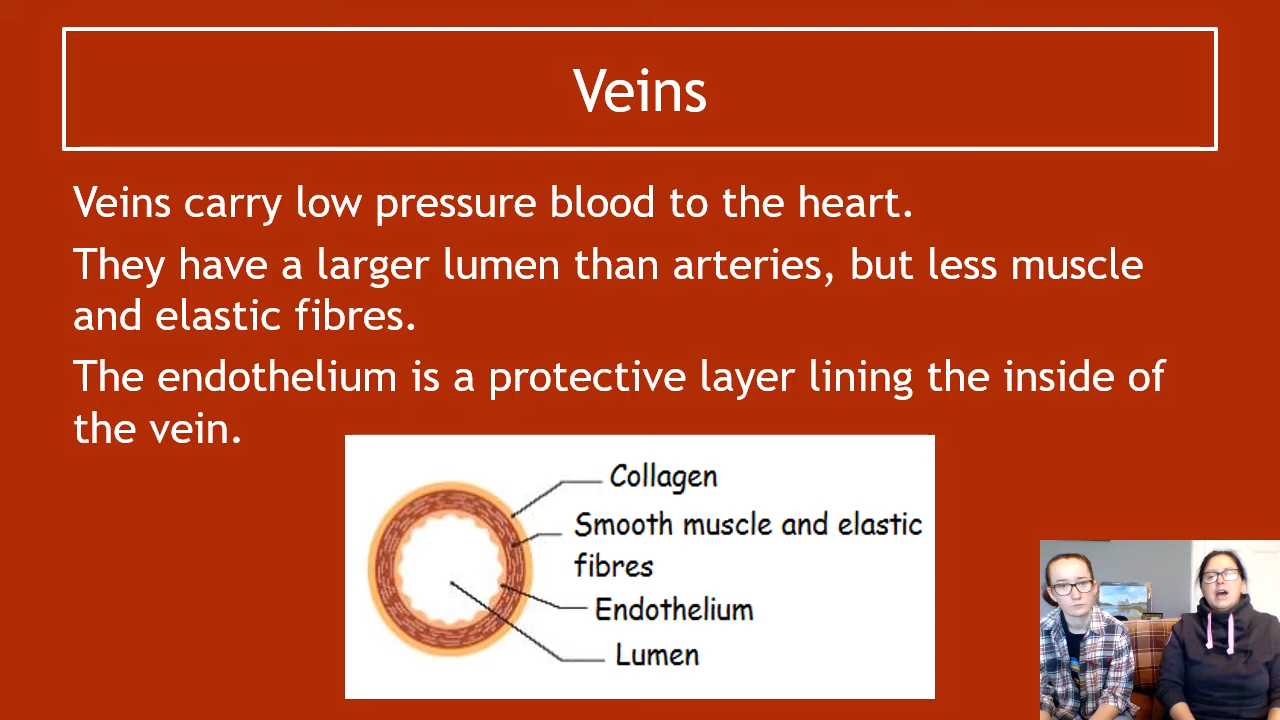 Veins
Veins carry low pressure blood to the heart.
They have a larger lumen than arteries, but less muscle
and elastic fibres.
The endothelium is a protective layer lining the inside of
the vein.
Collagen
Smooth muscle and elastic
fibres
Endothelium
Lumen